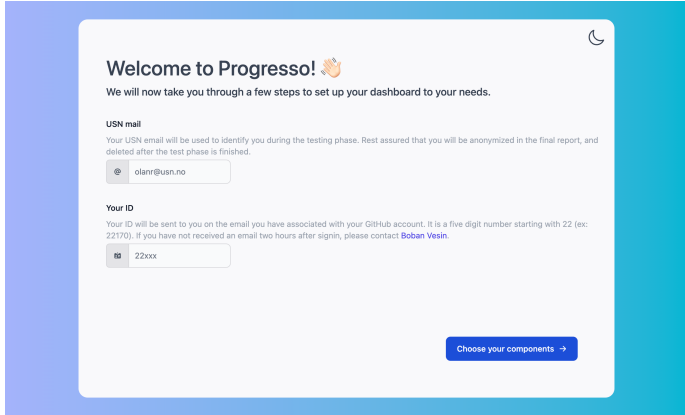 Welcome to Progresso! 👋🏻
We will now take you through a few steps to set up your dashboard to your needs.
USN mail
Your USN email will be used to identify you during the testing phase. Rest assured that you will be anonymized in the final report, and
deleted after the test phase is finished.
@ olanr@usn.no
Your ID
Your ID will be sent to you on the email you have associated with your GitHub account. It is a five digit number starting with 22 (ex:
22170). If you have not received an email two hours after signin, please contact Boban Vesin.
22xxx
Choose your components →